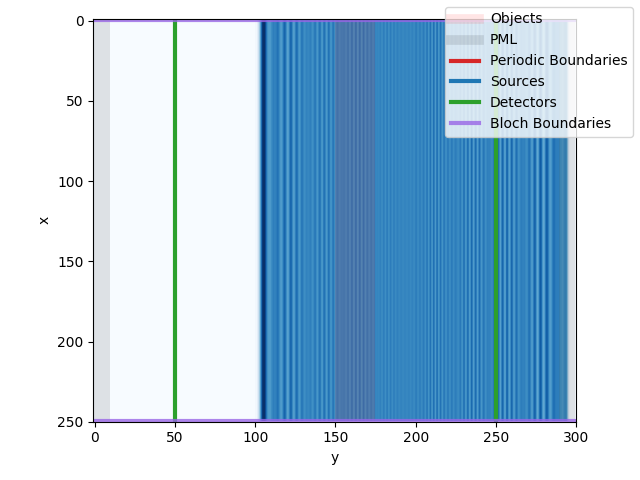 Objects
PML
Periodic Boundaries
Sources
Detectors
Bloch Boundaries
0
50
100
150
200
250
x
0 50 100 150 200 250 300
y